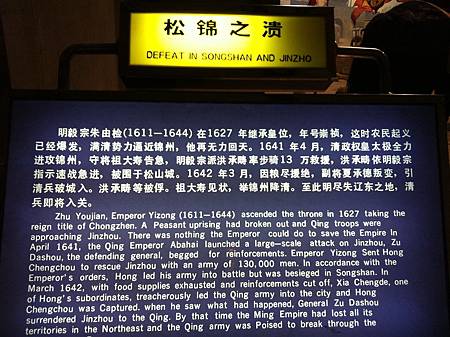 松锦之溃
DEFEAT IN SONGSHAN AND JINZHO
明毅宗朱由检(1611—1644) 在1627 年继承皇位, 年号崇祯, 这时农民起义
已经爆发, 满清势力逼近锦州, 他再无力回天。1641 年4 月, 清政权皇太极全力
进攻锦州, 守将祖大寿告急, 明毅宗派洪承畴率步骑13 万救援, 洪承畴依明毅宗
指示速战急进, 被围于松山城。1642 年3 月, 因粮尽援绝, 副将夏承德叛变, 引
清兵破城入。洪承畴等被俘。祖大寿见状, 举锦州降清。至此明尽失辽东之地, 清
兵即将入关。
Zhu Youjian, Emperor Yizong (1611—1644) ascended the throne in 1627 taking the
reign title of Chongzhen. A Peasant uprising had broken out and Qing troops were
approaching Jinzhou. There was nothing the Emperor could do to save the Empire In
April 1641, the Qing Emperor Abahai launched a large—scale attack on Jinzhou, Zu
Dashou, the defending general, begged for reinforcements. Emperor Yizong Sent Hong
Chengchou to rescue Jinzhou with an army of 130,000 men. In accordance with the
Emperor's orders, Hong led his army into battle but was besieged in Songshan. In
March 1642, with food supplies exhausted and reinforcements cut off, Xia Chengde, one
of Hong's subordinates, treacherously led the Qing army into the city and Hong
Chengchou was Captured. when he saw what had happened, General Zu Dashou
surrendered Jinzhou to the Qing. By that time the Ming Empire had lost all its
territories in the Northeast and the Qing army was Poised to break through the